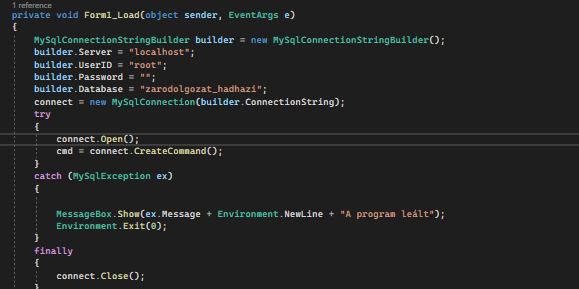 1 reference
private void Form1_Load(object sender, EventArgs e)
{
MySqlConnectionStringBuilder builder = new MySqlConnectionStringBuilder();
builder.Server = "localhost";
builder.UserID = "root";
builder.Password = "";
builder.Database = "zarodolgozat_hadhazi";
connect = new MySqlConnection(builder.ConnectionString);
try
{
connect.Open();
cmd = connect.CreateCommand();
}
catch (MySqlException ex)
{
MessageBox.Show(ex.Message + Environment.NewLine + "A program leált");
Environment.Exit(0);
}
finally
{
connect.Close();
}